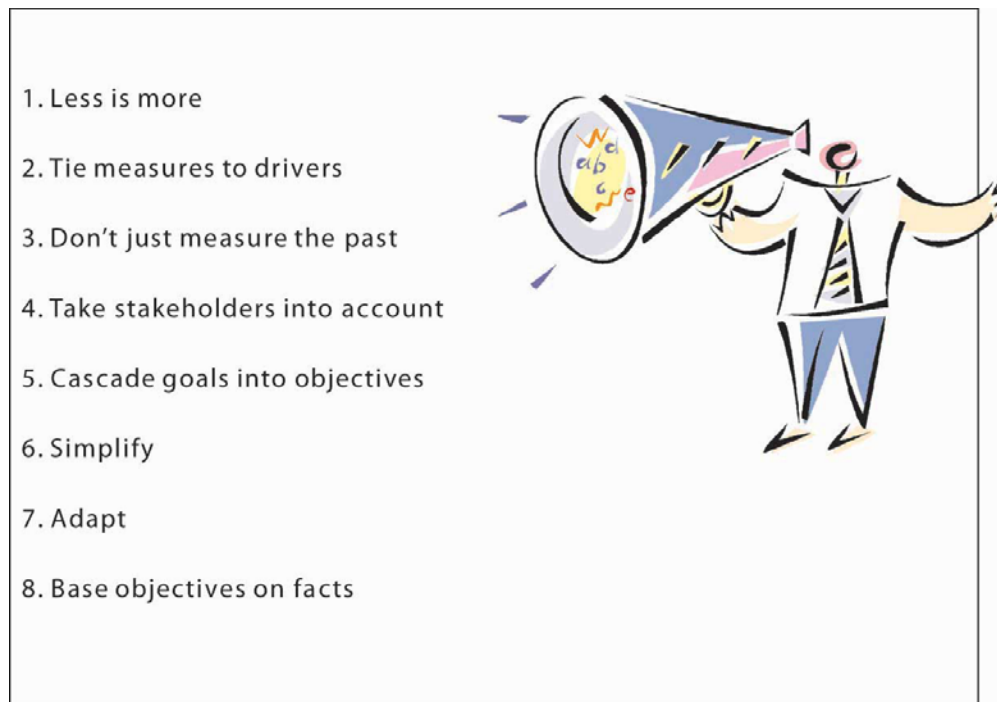 1. Less is more
2. Tie measures to drivers
3. Don't just measure the past
4. Take stakeholders into account
5. Cascade goals into objectives
6. Simplify
7. Adapt
8. Base objectives on facts
d
a b
c
e